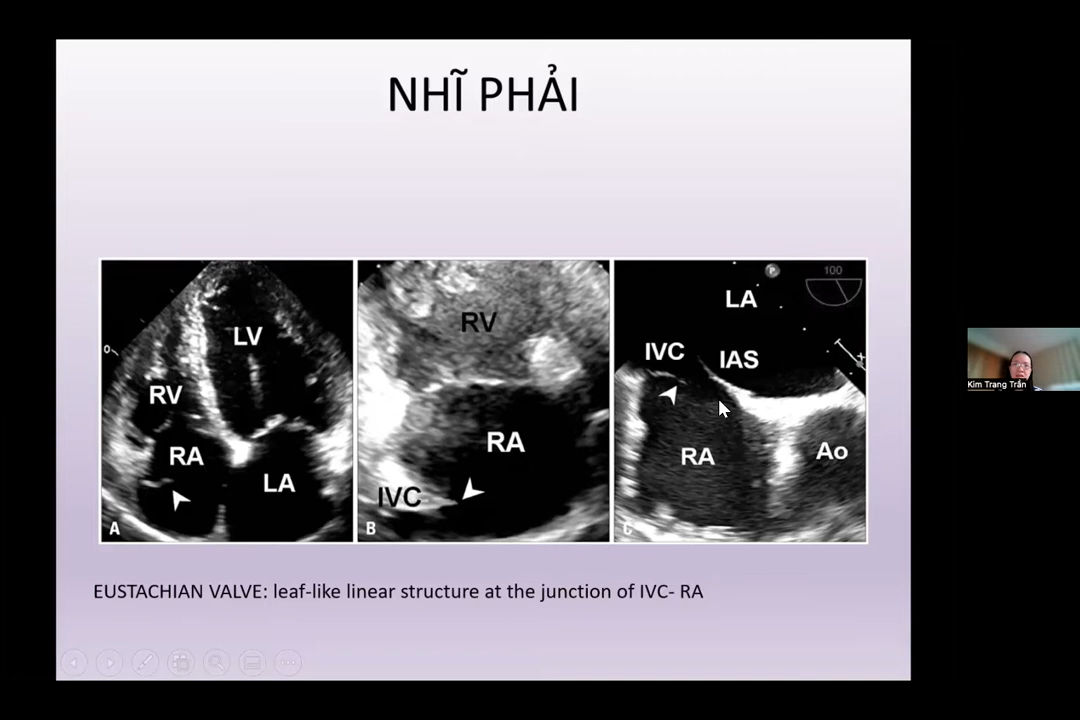 NHĨ PHẢI
LV
RV
RA
LA
A
RV
RA
IVC
B
P
100
LA
IVC
IAS
RA
Ao
C
EUSTACHIAN VALVE: leaf-like linear structure at the junction of IVC- RA
Kim Trang Trần